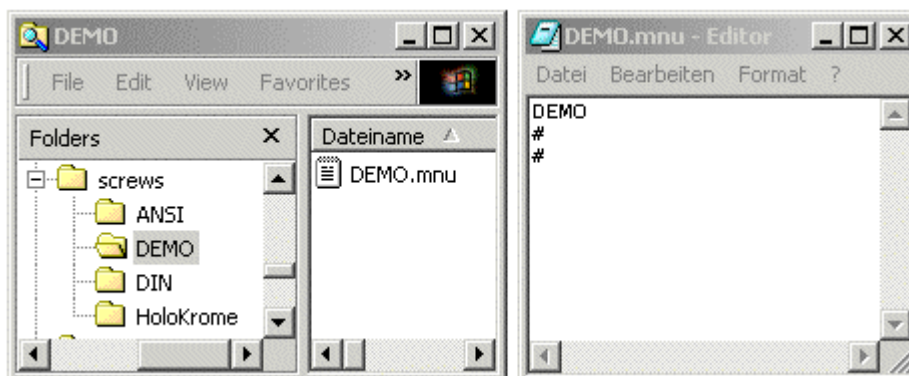 DEMO
File Edit View Favorites »
Folders ×
screws
ANSI
DEMO
DIN
HoloKrome
Dateiname
DEMO.mnu
DEMO.mnu - Editor
Datei Bearbeiten Format ?
DEMO
#
#